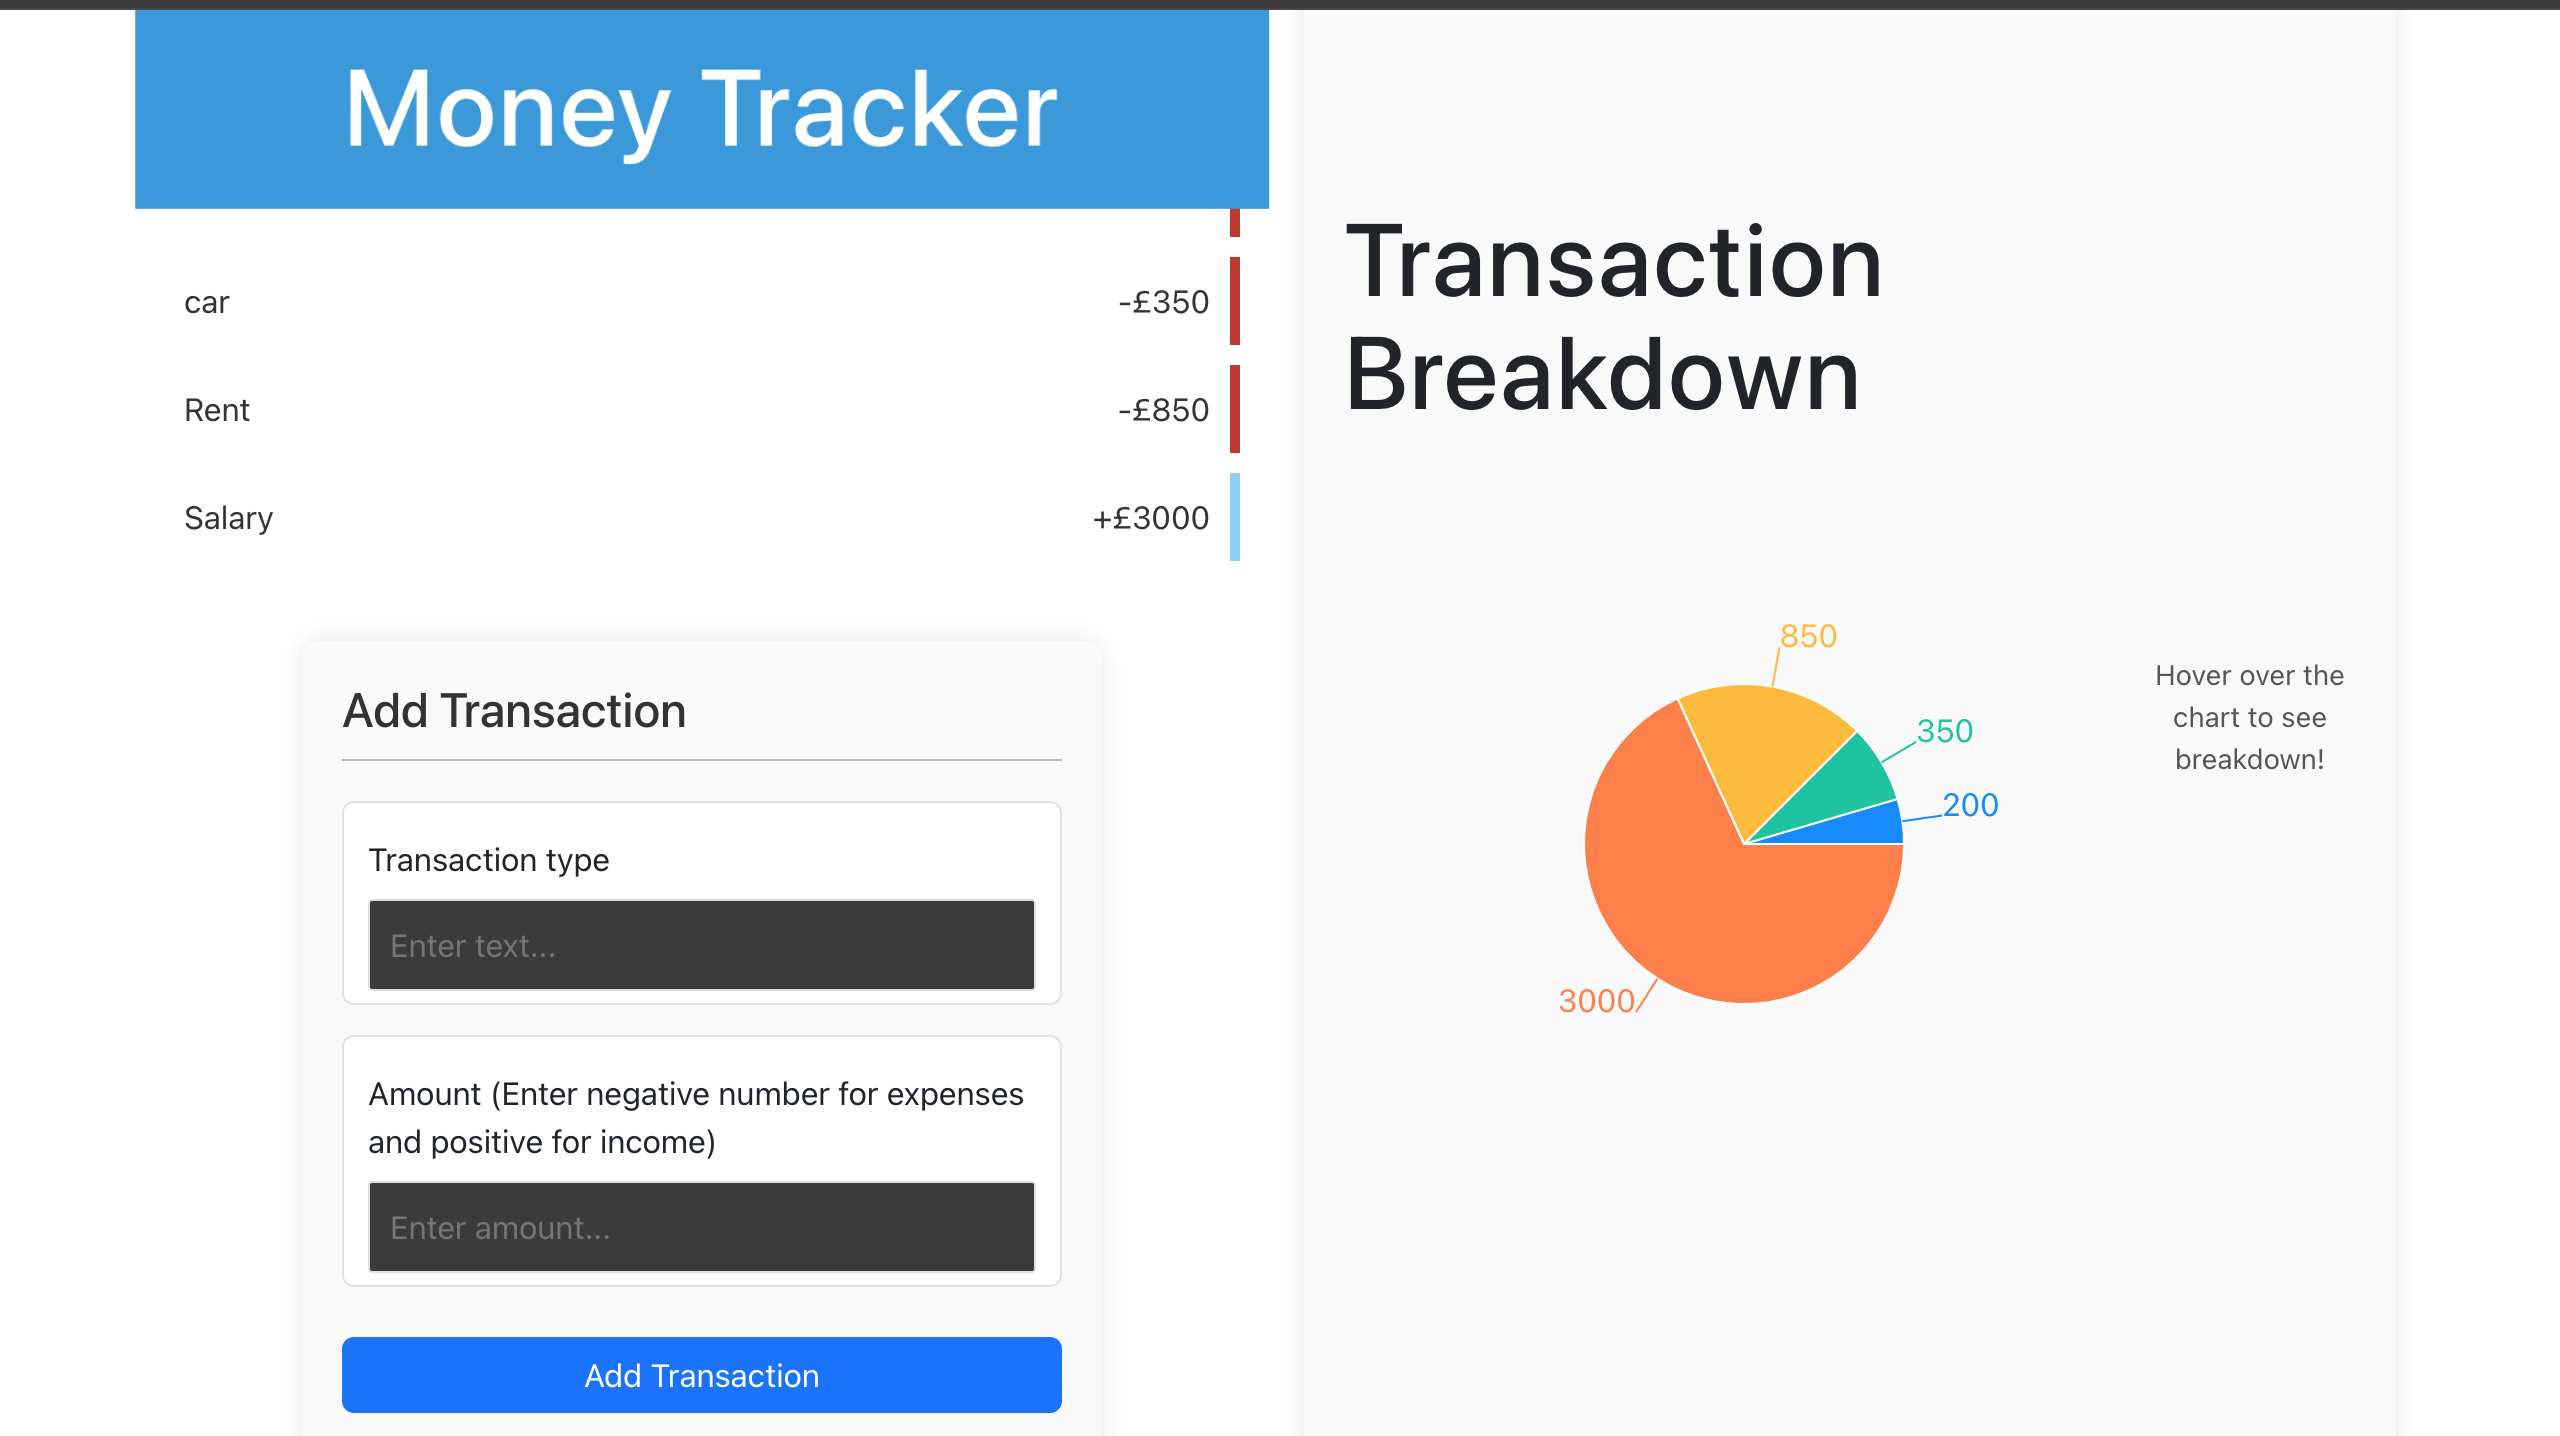 Money Tracker
car -£350
Rent -£850
Salary +£3000
Add Transaction
Transaction type
Enter text...
Amount (Enter negative number for expenses
and positive for income)
Enter amount...
Add Transaction
Transaction
Breakdown
850
350
200
3000
Hover over the
chart to see
breakdown!